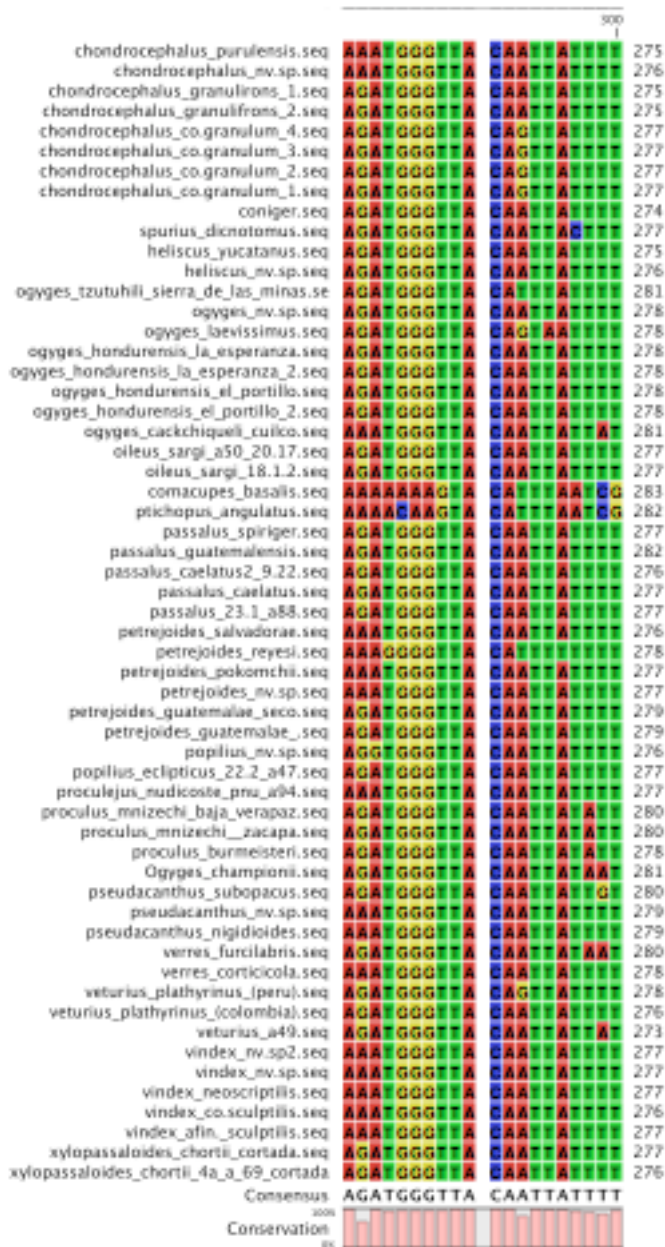 300
chondrocephalus_purulensis.seq AAATGGGTTA CAATTATTTT 275
chondrocephalus_nv.sp.seq AAATGGGTTA CAATTATTTT 276
chondrocephalus_granulirons_1.seq AGATGGGTTA CAATTATTTT 275
chondrocephalus_granulifrons_2.seq AGATGGGTTA CAATTATTTT 275
chondrocephalus_co.granulum_4.seq AGATGGGTTA CAGTTATTTT 277
chondrocephalus_co.granulum_3.seq AGATGGGTTA CAGTTATTTT 277
chondrocephalus_co.granulum_2.seq AGATGGGTTA CAGTTATTTT 277
chondrocephalus_co.granulum_1.seq AGATGGGTTA CAGTTATTTT 277
coniger.seq AGATGGGTTA CAATTATTTT 274
spurius_dicnotomus.seq AGATGGGTTA CAATTACTTT 277
heliscus_yucatanus.seq AGATGGGTTA CAATTATTTT 275
heliscus_nv.sp.seq AGATGGGTTA CAATTATTTT 276
ogyges_tzutuhili_sierra_de_las_minas.se AGATGGGTTA CATTTATTTT 281
ogyges_nv.sp.seq AGATGGGTTA CAATTATTTT 278
ogyges_laevissimus.seq AGATGGGTTA CAGTAATTTT 278
ogyges_hondurensis_la_esperanza.seq AGATGGGTTA CAATTATTTT 278
ogyges_hondurensis_la_esperanza_2.seq AGATGGGTTA CAATTATTTT 278
ogyges_hondurensis_el_portillo.seq AGATGGGTTA CAATTATTTT 278
ogyges_hondurensis_el_portillo_2.seq AGATGGGTTA CAATTATTTT 278
ogyges_cackchiqueli_cuilco.seq AAATGGGTTA CAATTATTAT 281
oileus_sargi_a50_20.17.seq AGATGGGTTA CAATTATTTT 277
oileus_sargi_18.1.2.seq AGATGGGTTA CAATTATTTT 277
comacupes_basalis.seq AAAAAAAGTA CATTTAATCG 283
ptichopus_angulatus.seq AAAACAAGTA CATTTAATCG 282
passalus_spiriger.seq AGATGGGTTA CAATTATTTT 277
passalus_guatemalensis.seq AGATGGGTTA CAATTATTTT 282
passalus_caelatus2_9.22.seq AGATGGGTTA CAATTATTTT 276
passalus_caelatus.seq AGATGGGTTA CAATTATTTT 277
passalus_23.1_a88.seq AGATGGGTTA CAATTATTTT 277
petrejoides_salvadorae.seq AAATGGGTTA CAATTATTTT 276
petrejoides_reyesi.seq AAAGGGGTTA CATTTTTTTT 278
petrejoides_pokomchii.seq AAATGGGTTA CAATTATTTT 277
petrejoides_nv.sp.seq AAATGGGTTA CAATTATTTT 277
petrejoides_guatemalae_seco.seq AGATGGGTTA CAATTATTTT 279
petrejoides_guatemalae_.seq AGATGGGTTA CAATTATTTT 279
popilius_nv.sp.seq AGGTGGGTTA CAATTATTTT 276
popilius_eclipticus_22.2_a47.seq AGATGGGTTA CAATTATTTT 277
proculejus_nudicoste_pnu_a94.seq AAATGGGTTA CAATTATTTT 277
proculus_mnizechi_baja_verapaz.seq AGATGGGTTA CAATTATATT 280
proculus_mnizechi__zacapa.seq AGATGGGTTA CAATTATATT 280
proculus_burmeisteri.seq AGATGGGTTA CAATTATATT 278
Ogyges_championii.seq AGATGGGTTA CAATTATAAT 281
pseudacanthus_subopacus.seq AGATGGGTTA CAATTATTGT 280
pseudacanthus_nv.sp.seq AAATGGGTTA CAATTATTTT 279
pseudacanthus_nigidioides.seq AAATGGGTTA CAATTATTTT 279
verres_furcilabris.seq AGATGGGTTA CAATTATAAT 280
verres_corticicola.seq AAATGGGTTA CAATTATTTT 278
veturius_plathyrinus_(peru).seq AGATGGGTTA CAGTTATTTT 278
veturius_plathyrinus_(colombia).seq AGATGGGTTA CAATTATTTT 276
veturius_a49.seq AGATGGGTTA CAATTATTAT 273
vindex_nv.sp2.seq AAATGGGTTA CAATTATTTT 277
vindex_nv.sp.seq AAATGGGTTA CAATTATTTT 277
vindex_neoscriptilis.seq AAATGGGTTA CAATTATTTT 277
vindex_co.sculptilis.seq AAATGGGTTA CAATTATTTT 276
vindex_afin._sculptilis.seq AAATGGGTTA CAATTATTTT 277
xylopassaloides_chortii_cortada.seq AGATGGGTTA CAATTATTTT 277
xylopassaloides_chortii_4a_a_69_cortada AGATGGGTTA CAATTATTTT 276
Consensus AGATGGGTTA CAATTATTTT
100%
Conservation
0%